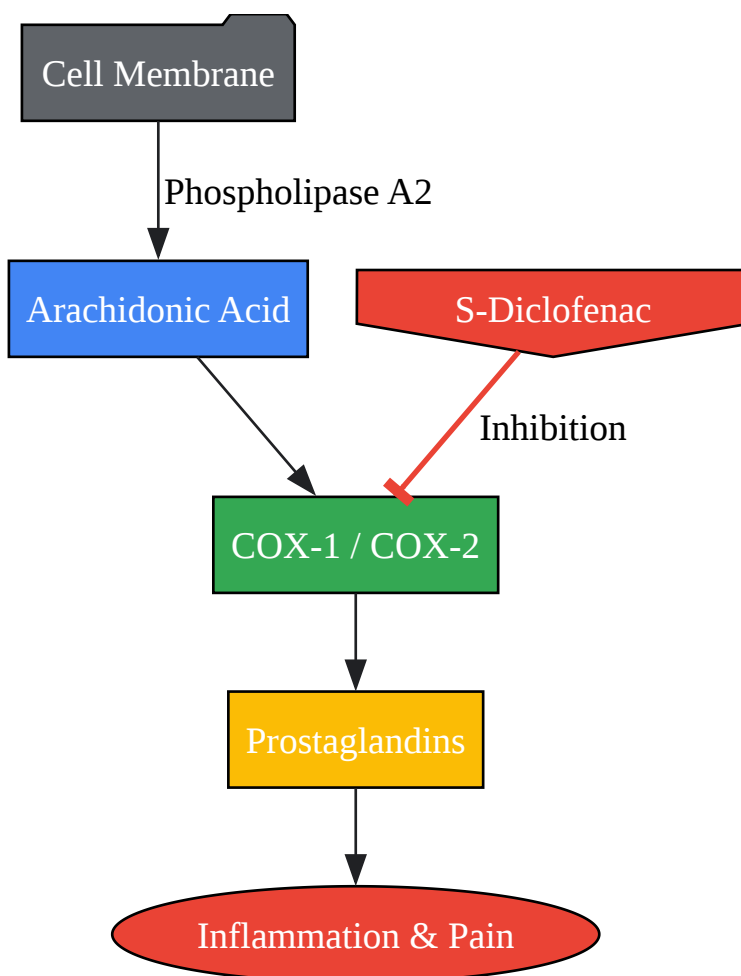 Cell Membrane
Phospholipase A2
Arachidonic Acid
S-Diclofenac
Inhibition
COX-1 / COX-2
Prostaglandins
Inflammation & Pain